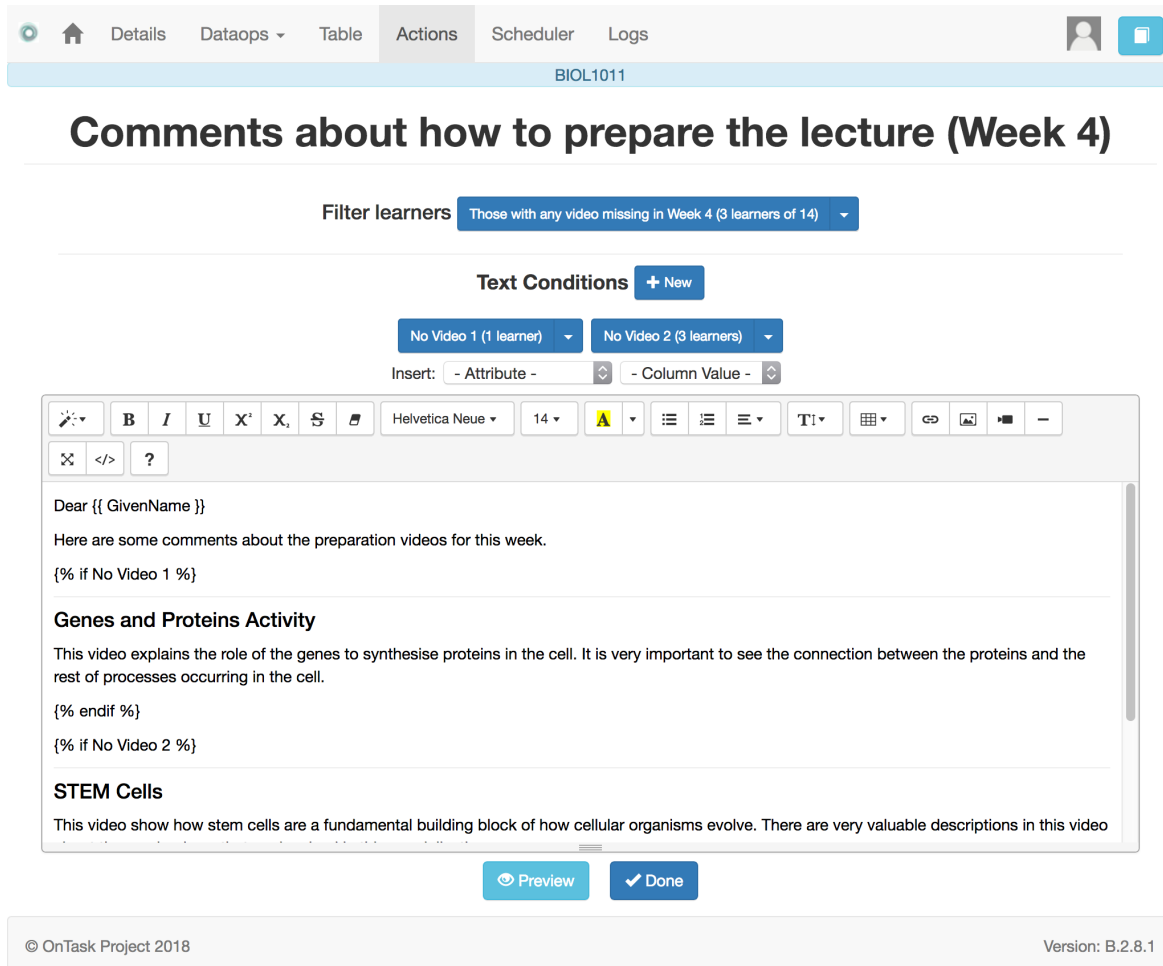 Details Dataops Table Actions Scheduler Logs
BIOL1011
Comments about how to prepare the lecture (Week 4)
Filter learners Those with any video missing in Week 4 (3 learners of 14)
Text Conditions + New
No Video 1 (1 learner) No Video 2 (3 learners)
Insert: - Attribute - - Column Value -
B I U X² X₂ S Helvetica Neue 14 A T
</> ?
Dear {{ GivenName }}
Here are some comments about the preparation videos for this week.
{% if No Video 1 %}
Genes and Proteins Activity
This video explains the role of the genes to synthesise proteins in the cell. It is very important to see the connection between the proteins and the
rest of processes occurring in the cell.
{% endif %}
{% if No Video 2 %}
STEM Cells
This video show how stem cells are a fundamental building block of how cellular organisms evolve. There are very valuable descriptions in this video
Preview Done
© OnTask Project 2018 Version: B.2.8.1